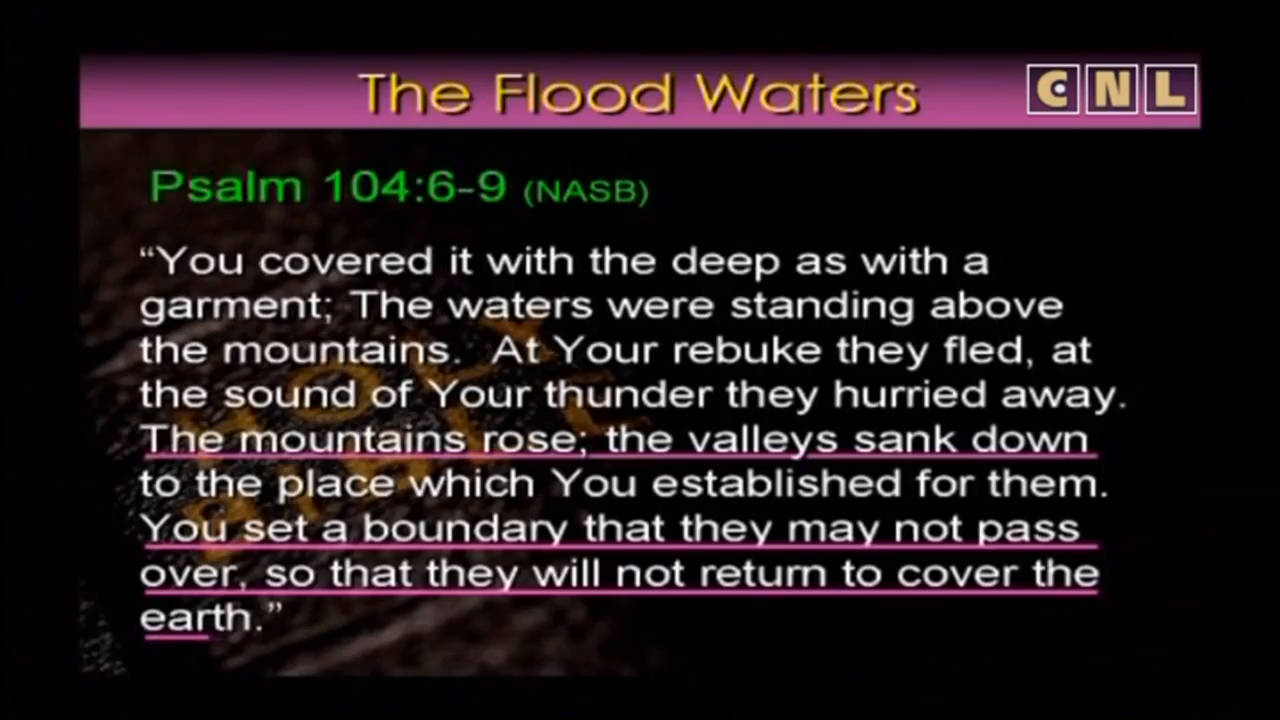 The Flood Waters
CNL
Psalm 104:6-9 (NASB)
“You covered it with the deep as with a
garment; The waters were standing above
the mountains.  At Your rebuke they fled, at
the sound of Your thunder they hurried away.
The mountains rose; the valleys sank down
to the place which You established for them.
You set a boundary that they may not pass
over, so that they will not return to cover the
earth.”
HOLY
BIBLE